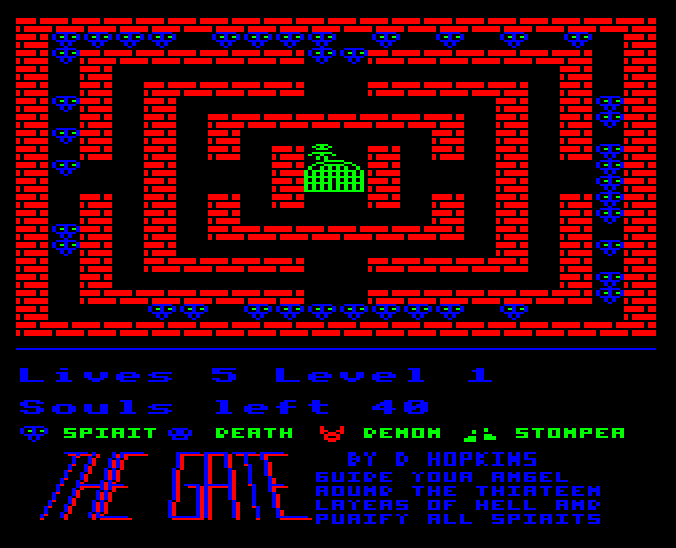 Lives 5 Level 1
Souls left 40
SPIRIT DEATH DEMON STOMPER
THE GATE
BY D HOPKINS
GUIDE YOUR ANGEL
ROUND THE THIRTEEN
LAYERS OF HELL AND
PURIFY ALL SPIRITS